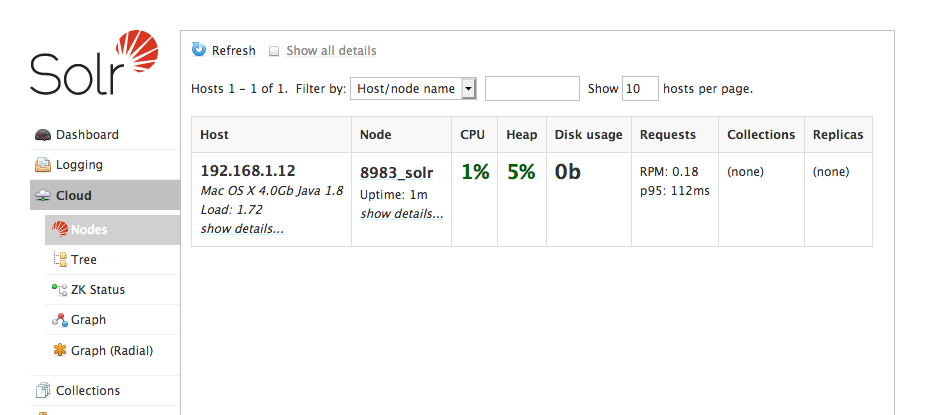 Solr
Refresh Show all details
Hosts 1 – 1 of 1. Filter by: Host/node name Show 10 hosts per page.
Dashboard
Logging
Cloud
Nodes
Tree
ZK Status
Graph
Graph (Radial)
Collections
Host Node CPU Heap Disk usage Requests Collections Replicas
192.168.1.12 8983_solr 1% 5% 0b RPM: 0.18 (none) (none)
Mac OS X 4.0Gb Java 1.8 Uptime: 1m p95: 112ms
Load: 1.72 show details...
show details...